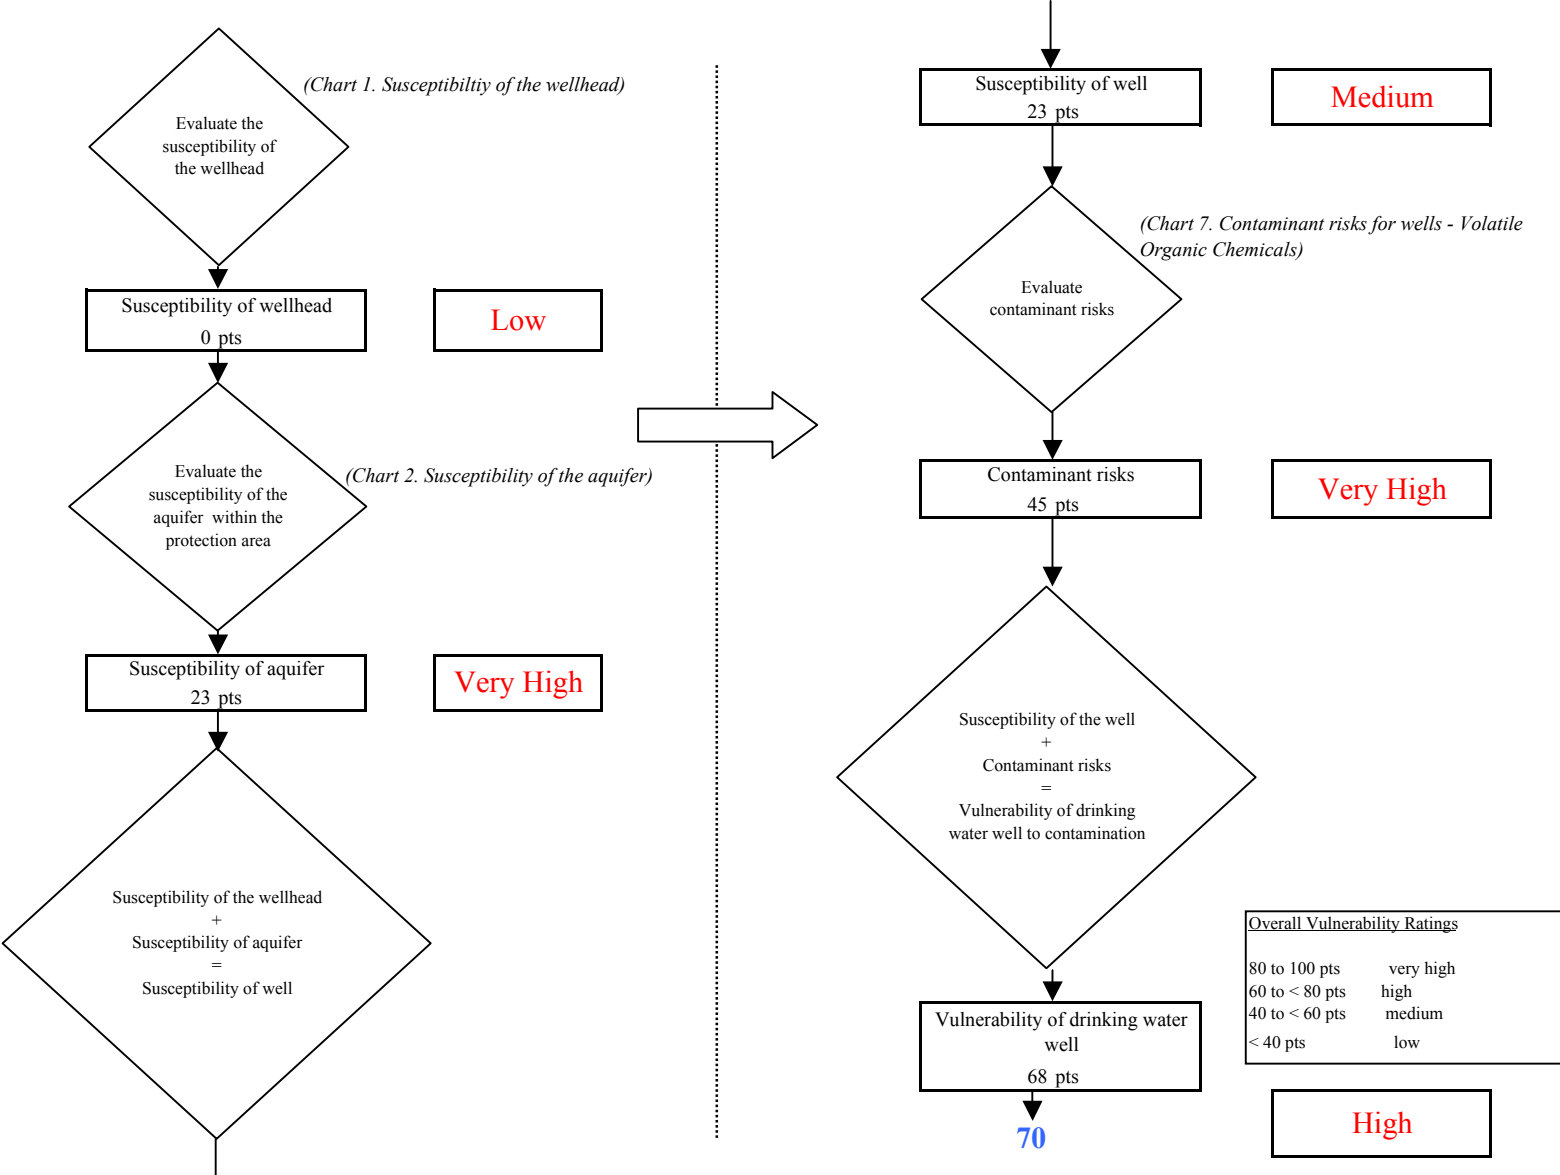 (Chart 1. Susceptibiltiy of the wellhead)
Evaluate the
susceptibility of
the wellhead
Susceptibility of wellhead
0 pts
Low
Evaluate the
susceptibility of the
aquifer within the
protection area
(Chart 2. Susceptibility of the aquifer)
Susceptibility of aquifer
23 pts
Very High
Susceptibility of the wellhead
+
Susceptibility of aquifer
=
Susceptibility of well
Susceptibility of well
23 pts
Medium
(Chart 7. Contaminant risks for wells - Volatile
Organic Chemicals)
Evaluate
contaminant risks
Contaminant risks
45 pts
Very High
Susceptibility of the well
+
Contaminant risks
=
Vulnerability of drinking
water well to contamination
Overall Vulnerability Ratings
80 to 100 pts very high
60 to < 80 pts high
40 to < 60 pts medium
< 40 pts low
Vulnerability of drinking water
well
68 pts
70
High